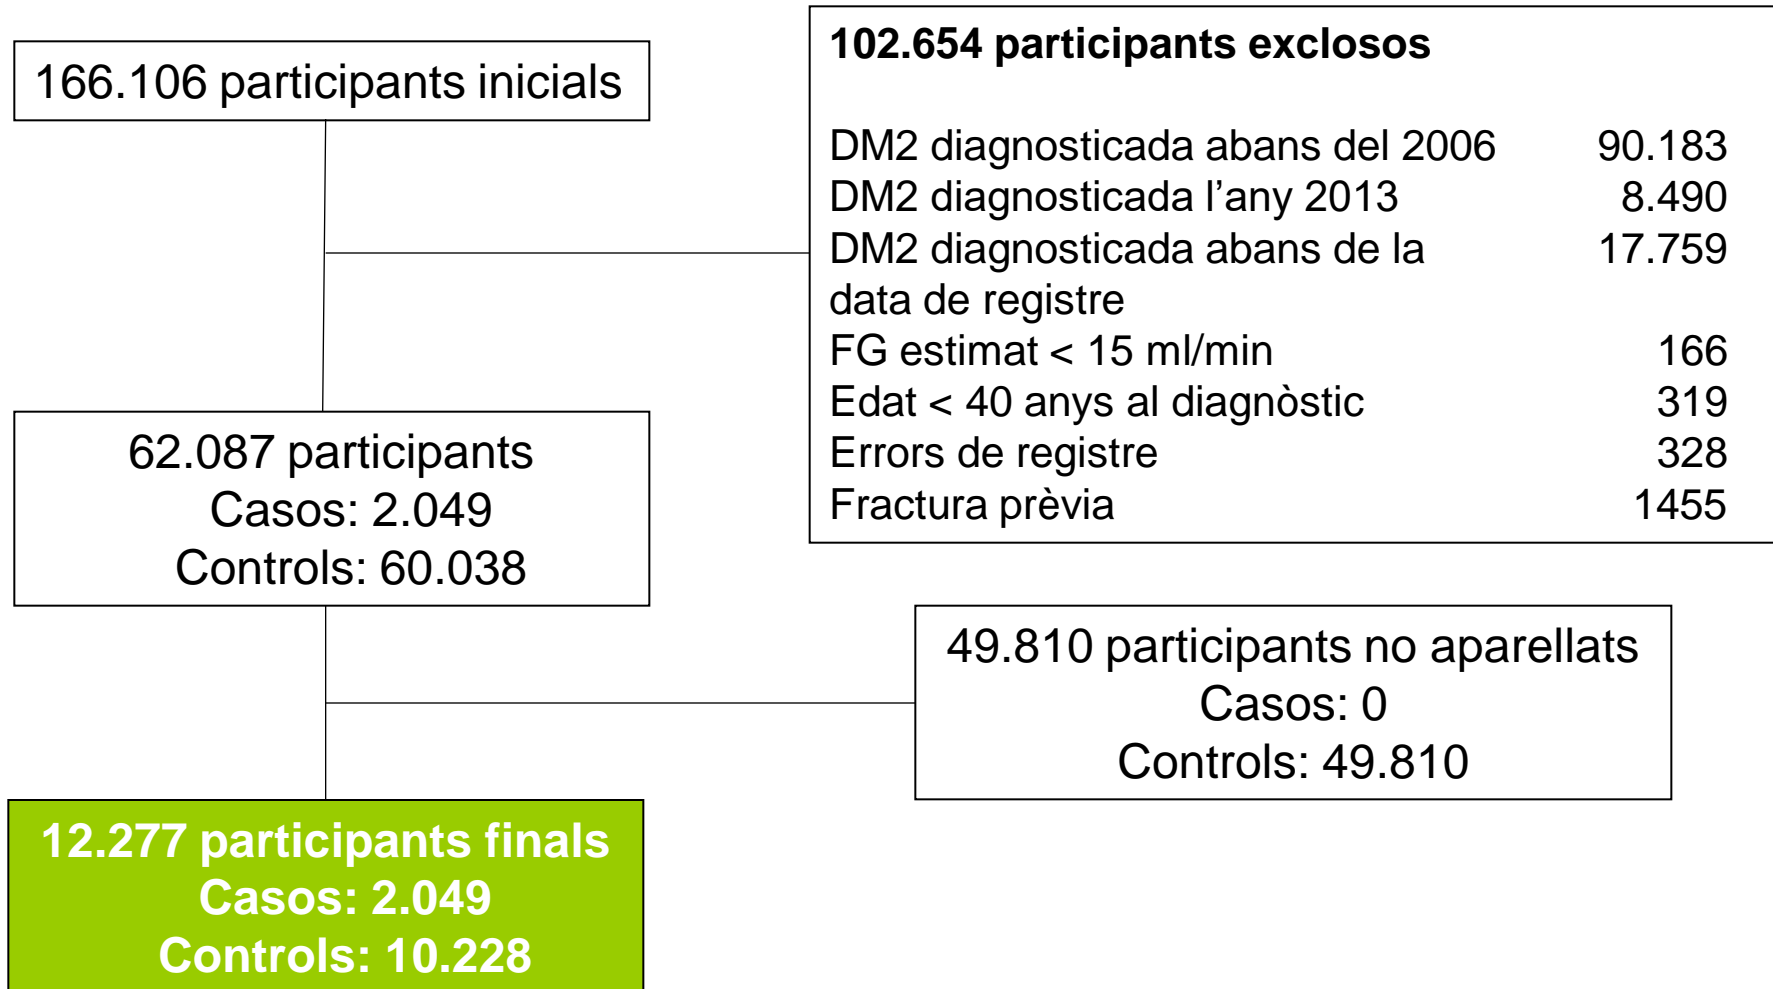 166.106 participants inicials
102.654 participants exclosos
DM2 diagnosticada abans del 2006 90.183
DM2 diagnosticada l’any 2013 8.490
DM2 diagnosticada abans de la 17.759
data de registre
FG estimat < 15 ml/min 166
Edat < 40 anys al diagnòstic 319
Errors de registre 328
Fractura prèvia 1455
62.087 participants
Casos: 2.049
Controls: 60.038
49.810 participants no aparellats
Casos: 0
Controls: 49.810
12.277 participants finals
Casos: 2.049
Controls: 10.228